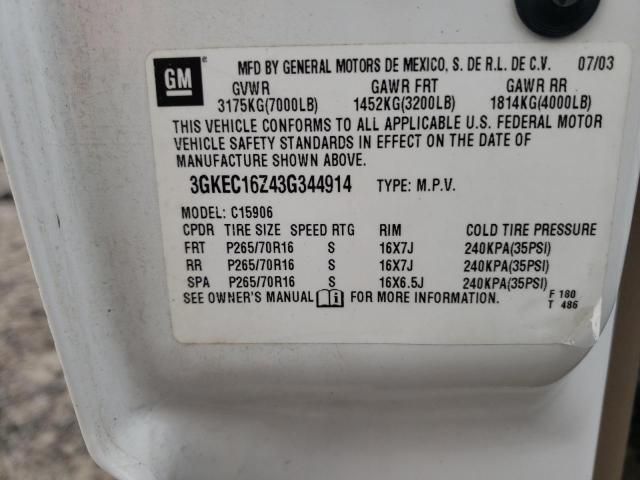 GM
MFD BY GENERAL MOTORS DE MEXICO, S. DE R.L. DE C.V. 07/03
GVWR GAWR FRT GAWR RR
3175KG(7000LB) 1452KG(3200LB) 1814KG(4000LB)
THIS VEHICLE CONFORMS TO ALL APPLICABLE U.S. FEDERAL MOTOR
VEHICLE SAFETY STANDARDS IN EFFECT ON THE DATE OF
MANUFACTURE SHOWN ABOVE.
3GKEC16Z43G344914 TYPE: M.P.V.
MODEL: C15906
CPDR TIRE SIZE SPEED RTG RIM COLD TIRE PRESSURE
FRT P265/70R16 S 16X7J 240KPA(35PSI)
RR P265/70R16 S 16X7J 240KPA(35PSI)
SPA P265/70R16 S 16X6.5J 240KPA(35PSI)
SEE OWNER'S MANUAL FOR MORE INFORMATION.
F 160
T 486